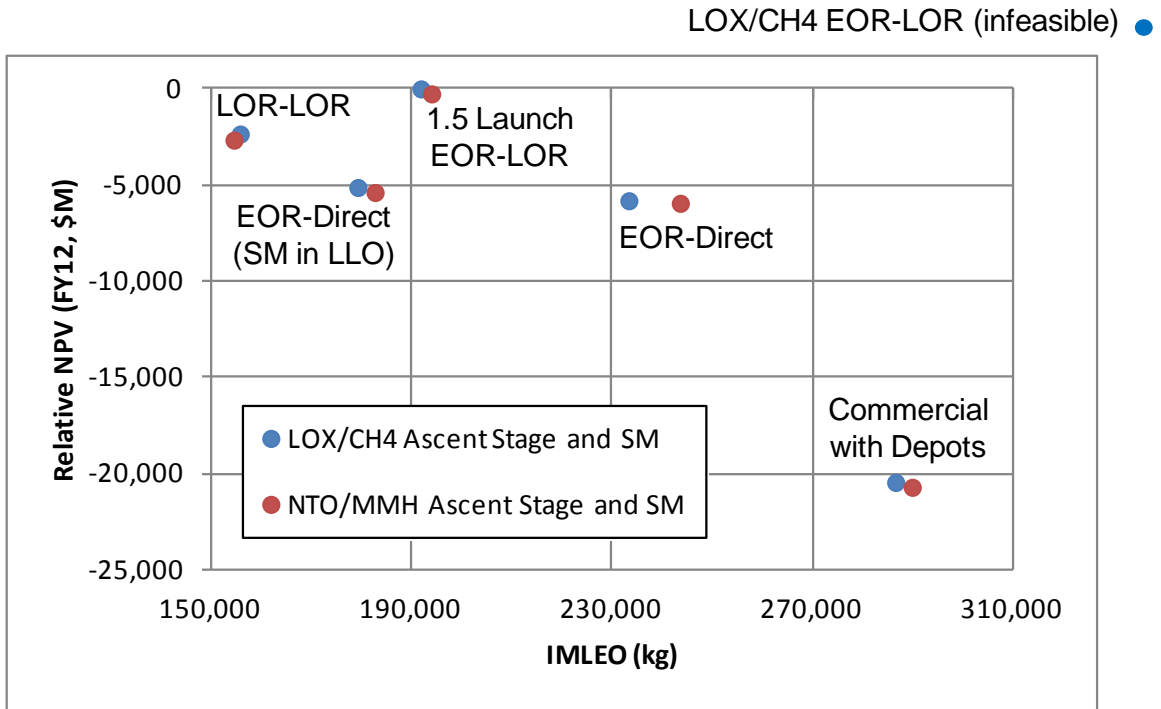 LOX/CH4 EOR-LOR (infeasible)
0
-5,000
-10,000
-15,000
-20,000
-25,000
Relative NPV (FY12, $M)
LOR-LOR
1.5 Launch
EOR-LOR
EOR-Direct
(SM in LLO)
EOR-Direct
Commercial
with Depots
LOX/CH4 Ascent Stage and SM
NTO/MMH Ascent Stage and SM
150,000 190,000 230,000 270,000 310,000
IMLEO (kg)